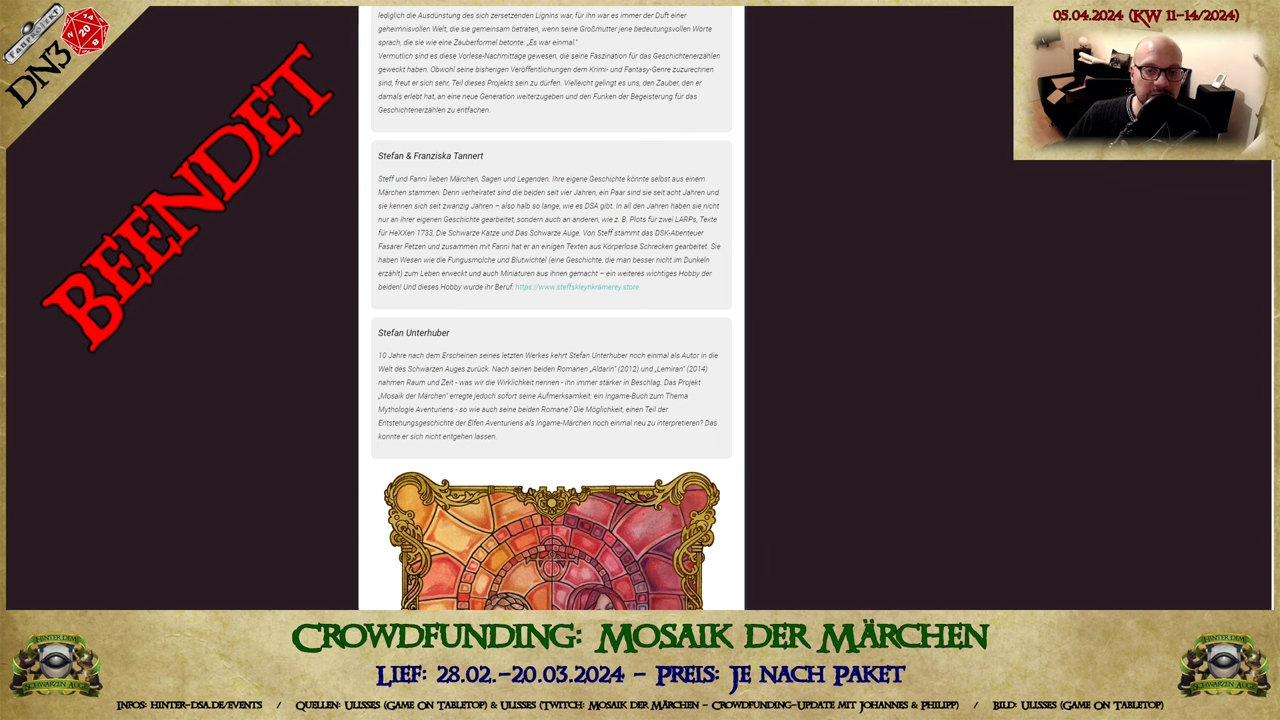 FANPROJEKT
DN3
14
20
BEENDET
lediglich die Ausdünstung des sich zersetzenden Lignins war, für ihn war es immer der Duft einer
geheimnisvollen Welt, die sie gemeinsam betraten, wenn seine Großmutter jene bedeutungsvollen Worte
sprach, die sie wie eine Zauberformel betonte: „Es war einmal.“
Vermutlich sind es diese Vorlese-Nachmittage gewesen, die seine Faszination für das Geschichtenerzählen
geweckt haben. Obwohl seine bisherigen Veröffentlichungen dem Krimi- und Fantasy-Genre zuzurechnen
sind, freut er sich sehr, Teil dieses Projekts sein zu dürfen. Vielleicht gelingt es uns, den Zauber, den er
damals erlebt hat, an eine neue Generation weiterzugeben und den Funken der Begeisterung für das
Geschichtenerzählen zu entfachen.
Stefan & Franziska Tannert
Steff und Fanni lieben Märchen, Sagen und Legenden. Ihre eigene Geschichte könnte selbst aus einem
Märchen stammen. Denn verheiratet sind die beiden seit vier Jahren, ein Paar sind sie seit acht Jahren und
sie kennen sich seit zwanzig Jahren – also halb so lange, wie es DSA gibt. In all den Jahren haben sie nicht
nur an ihrer eigenen Geschichte gearbeitet, sondern auch an anderen, wie z. B. Plots für zwei LARPs, Texte
für HeXXen 1733, Die Schwarze Katze und Das Schwarze Auge. Von Steff stammt das DSK-Abenteuer
Fasarer Fetzen und zusammen mit Fanni hat er an einigen Texten aus Körperlose Schrecken gearbeitet. Sie
haben Wesen wie die Fungusmolche und Blutwichtel (eine Geschichte, die man besser nicht im Dunkeln
erzählt) zum Leben erweckt und auch Miniaturen aus ihnen gemacht – ein weiteres wichtiges Hobby der
beiden! Und dieses Hobby wurde ihr Beruf: https://www.steffskleynkramerey.store
Stefan Unterhuber
10 Jahre nach dem Erscheinen seines letzten Werkes kehrt Stefan Unterhuber noch einmal als Autor in die
Welt des Schwarzen Auges zurück. Nach seinen beiden Romanen „Aldarin“ (2012) und „Lemiran“ (2014)
nahmen Raum und Zeit - was wir die Wirklichkeit nennen - ihn immer stärker in Beschlag. Das Projekt
„Mosaik der Märchen“ erregte jedoch sofort seine Aufmerksamkeit: ein Ingame-Buch zum Thema
Mythologie Aventuriens - so wie auch seine beiden Romane? Die Möglichkeit, einen Teil der
Entstehungsgeschichte der Elfen Aventuriens als Ingame-Märchen noch einmal neu zu interpretieren? Das
konnte er sich nicht entgehen lassen.
05.04.2024 (KW 11-14/2024)
Crowdfunding: Mosaik der Märchen
Lief: 28.02.-20.03.2024 - Preis: Je nach Paket
Infos: hinter-dsa.de/events / Quellen: Ulisses (Game On Tabletop) & Ulisses (Twitch: Mosaik der Märchen - Crowdfunding-Update mit Johannes & Philipp) / Bild: Ulisses (Game On Tabletop)
Hinter dem
Schwarzen Auge
Hinter dem
Schwarzen Auge